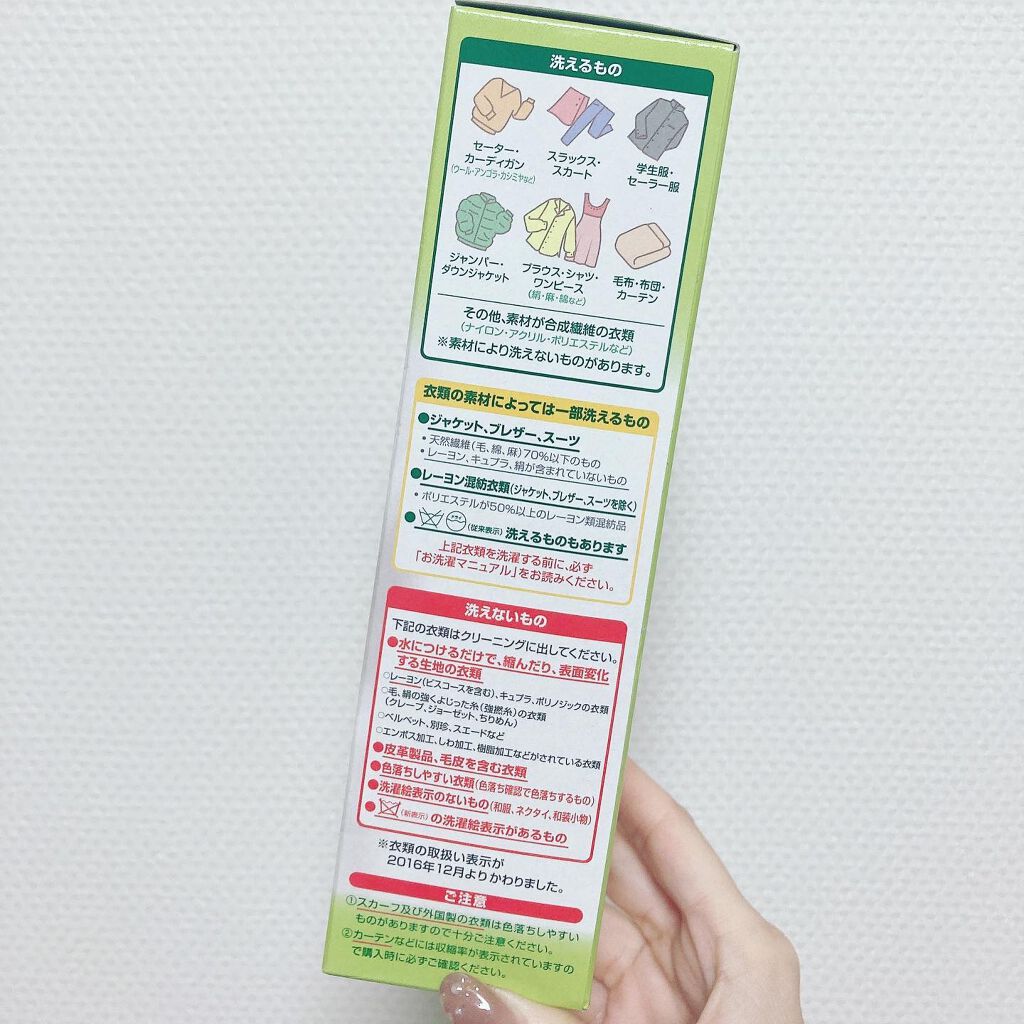 洗えるもの
セーター・
カーディガン
(ウール・アンゴラ・カシミヤなど)
スラックス・
スカート
学生服・
セーラー服
ジャンパー・
ダウンジャケット
ブラウス・シャツ・
ワンピース
(絹・麻・綿など)
毛布・布団・
カーテン
その他、素材が合成繊維の衣類
(ナイロン・アクリル・ポリエステルなど)
※素材により洗えないものがあります。
衣類の素材によっては一部洗えるもの
●ジャケット、ブレザー、スーツ
・天然繊維(毛、綿、麻)70%以下のもの
・レーヨン、キュプラ、絹が含まれていないもの
●レーヨン混紡衣類(ジャケット、ブレザー、スーツを除く)
・ポリエステルが50%以上のレーヨン類混紡品
● ドライ (従来表示) 洗えるものもあります
上記衣類を洗濯する前に、必ず
「お洗濯マニュアル」をお読みください。
洗えないもの
下記の衣類はクリーニングに出してください。
●水につけるだけで、縮んだり、表面変化
する生地の衣類
○レーヨン(ビスコースを含む)、キュプラ、ポリノジックの衣類
○毛、絹の強くよじった糸(強撚糸)の衣類
(クレープ、ジョーゼット、ちりめん)
○ベルベット、別珍、スエードなど
○エンボス加工、しわ加工、樹脂加工などがされている衣類
●皮革製品、毛皮を含む衣類
●色落ちしやすい衣類(色落ち確認で色落ちするもの)
●洗濯絵表示のないもの(和服、ネクタイ、和装小物)
● (新表示) の洗濯絵表示があるもの
※衣類の取扱い表示が
2016年12月よりかわりました。
ご注意
①スカーフ及び外国製の衣類は色落ちしやすい
ものがありますので十分ご注意ください。
②カーテンなどには収縮率が表示されていますの
で購入時に必ずご確認ください。